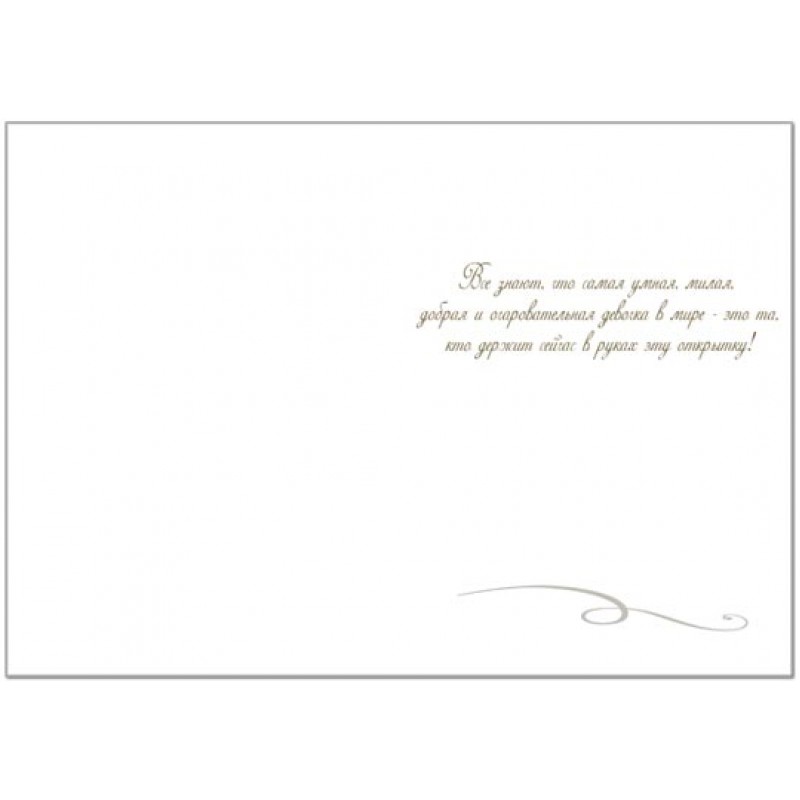 Все знают, что самая умная, милая,
добрая и очаровательная девочка в мире - это та,
кто держит сейчас в руках эту открытку!